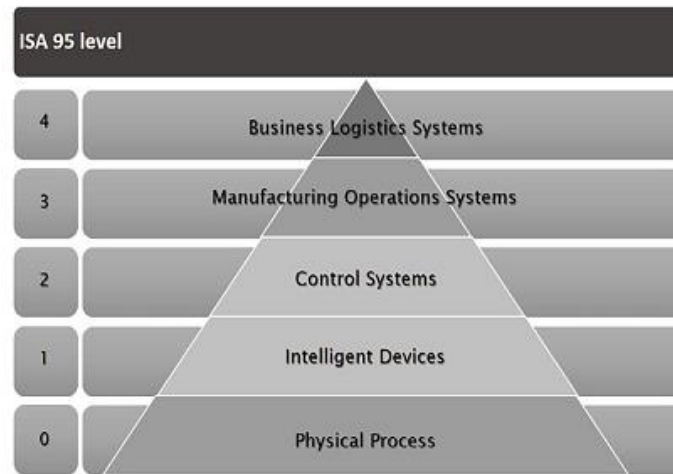 ISA 95 level
4
Business Logistics Systems
3
Manufacturing Operations Systems
2
Control Systems
1
Intelligent Devices
0
Physical Process